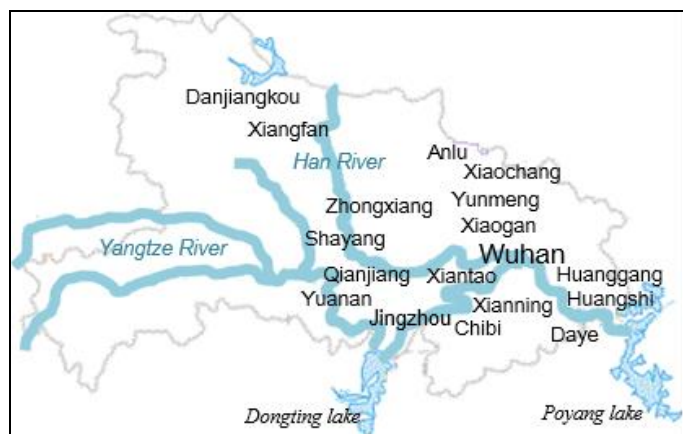 Danjiangkou
Xiangfan
Han River
Anlu
Xiaochang
Yunmeng
Zhongxiang
Xiaogan
Shayang
Yangtze River
Wuhan
Qianjiang
Xiantao
Huanggang
Yuanan
Huangshi
Xianning
Jingzhou
Chibi
Daye
Dongting lake
Poyang lake